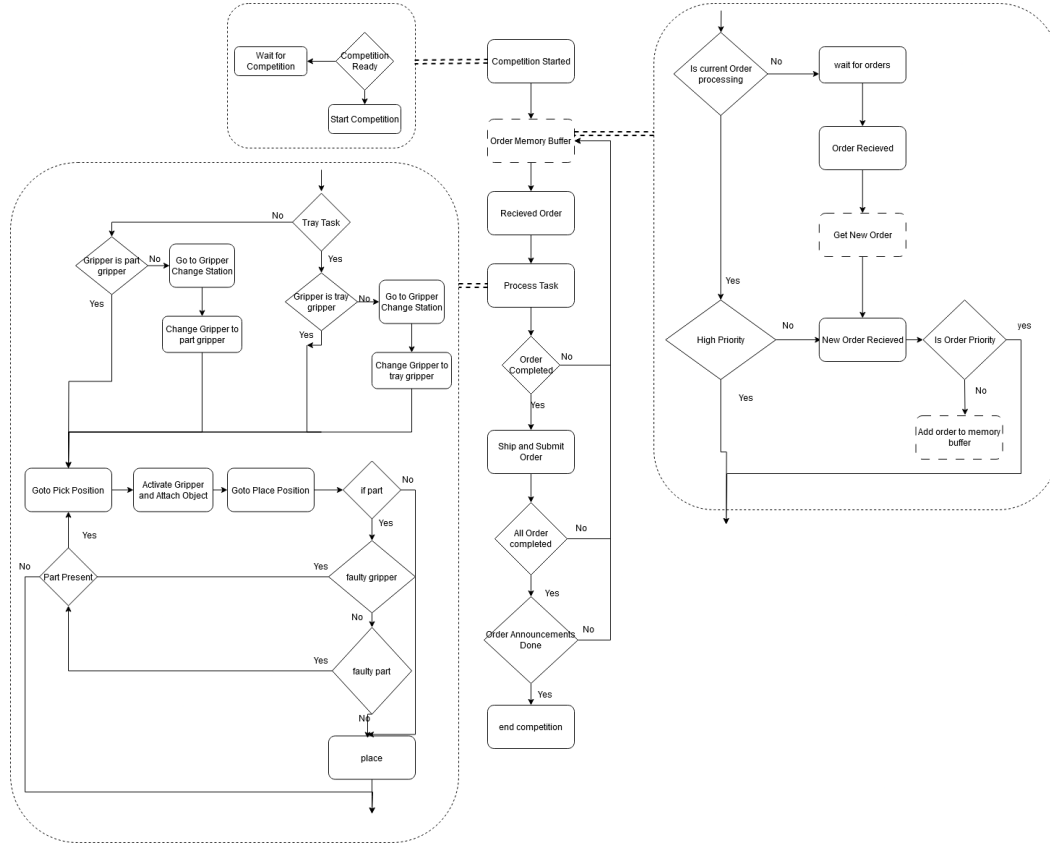 Wait for
Competition
Competition
Ready
Start Competition
Competition Started
Order Memory Buffer
Recieved Order
Process Task
Order
Completed
No
Yes
Ship and Submit
Order
All Order
completed
No
Yes
Order Announcements
Done
No
Yes
end competition
Is current Order
processing
No
wait for orders
Order Recieved
Get New Order
Yes
High Priority
No
New Order Recieved
Is Order Priority
yes
No
Yes
Add order to memory
buffer
Tray Task
No
Yes
Gripper is part
gripper
No
Go to Gripper
Change Station
Yes
Change Gripper to
part gripper
Gripper is tray
gripper
No
Go to Gripper
Change Station
Yes
Change Gripper to
tray gripper
Goto Pick Position
Activate Gripper
and Attach Object
Goto Place Position
if part
No
Yes
Yes
No
Part Present
Yes
faulty gripper
No
Yes
faulty part
No
place